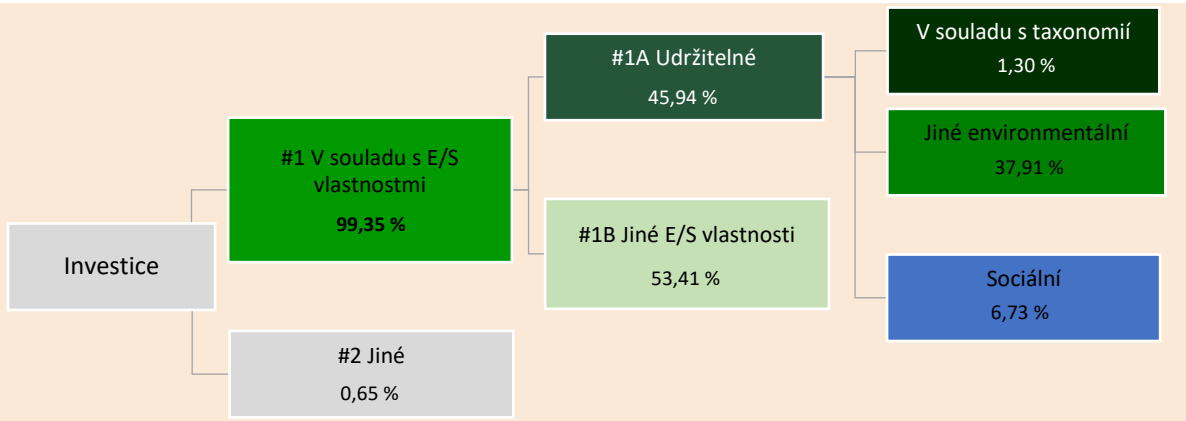 Investice
#1 V souladu s E/S
vlastnostmi
99,35 %
#2 Jiné
0,65 %
#1A Udržitelné
45,94 %
#1B Jiné E/S vlastnosti
53,41 %
V souladu s taxonomií
1,30 %
Jiné environmentální
37,91 %
Sociální
6,73 %